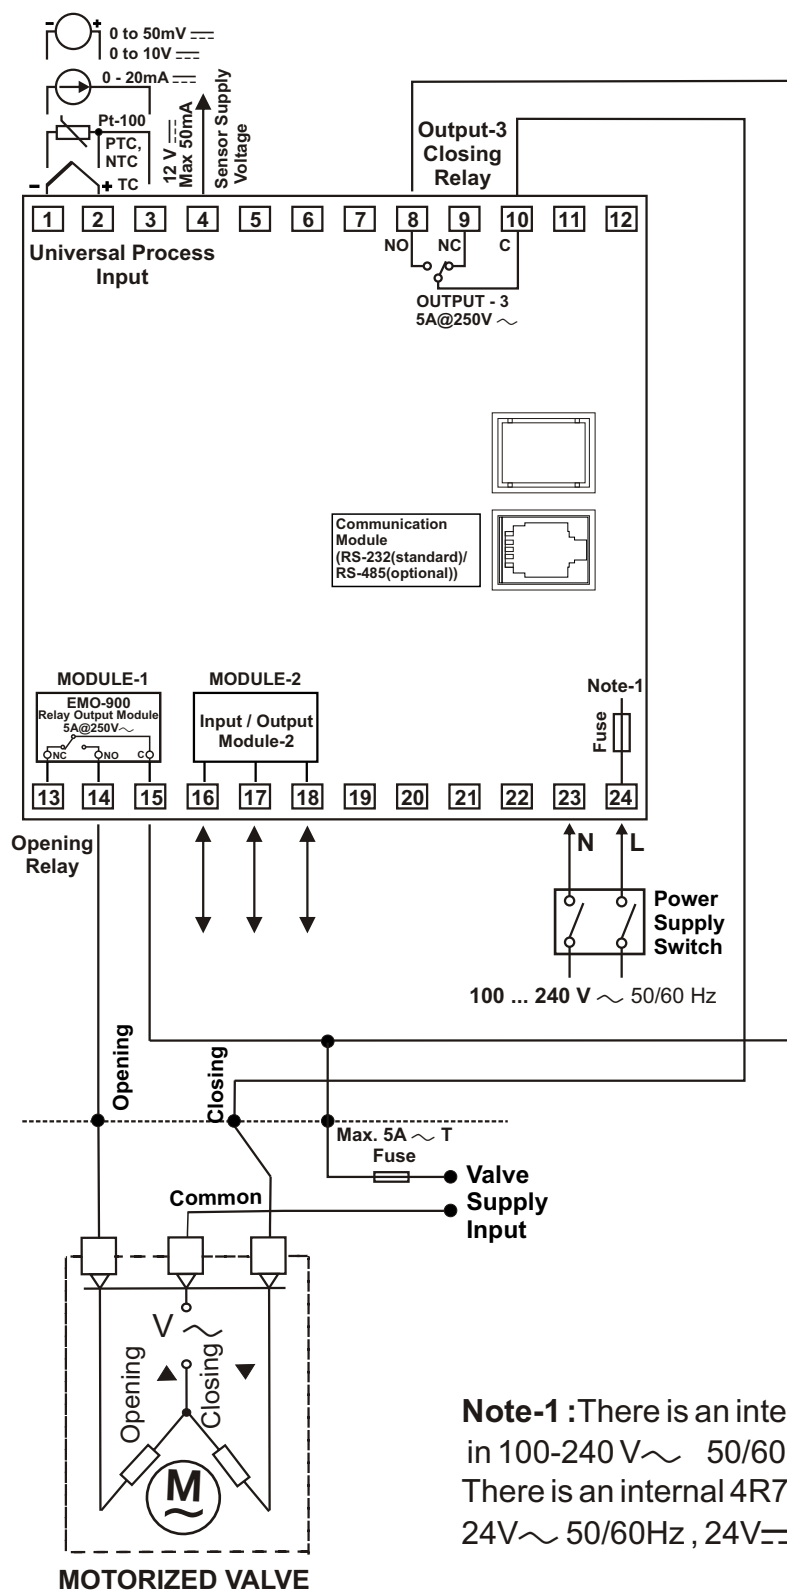 - +
0 to 50mV
0 to 10V
0 - 20mA
Pt-100
PTC,
NTC
- + TC
12 V
Max 50mA
Sensor Supply
Voltage
Output-3
Closing
Relay
1 2 3 4 5 6 7 8 9 10 11 12
Universal Process
Input
NO NC C
OUTPUT - 3
5A@250V ~
Communication
Module
(RS-232(standard)/
RS-485(optional))
MODULE-1
MODULE-2
Note-1
EMO-900
Relay Output Module
5A@250V~
NC NO C
Input / Output
Module-2
Fuse
13 14 15 16 17 18 19 20 21 22 23 24
Opening
Relay
N L
Power
Supply
Switch
100 ... 240 V ~ 50/60 Hz
Opening
Closing
Max. 5A ~ T
Fuse
Common
Valve
Supply
Input
V ~
Opening
Closing
M
~
MOTORIZED VALVE
Note-1 :There is an inte
in 100-240 V~ 50/60
There is an internal 4R7
24V~ 50/60Hz , 24V